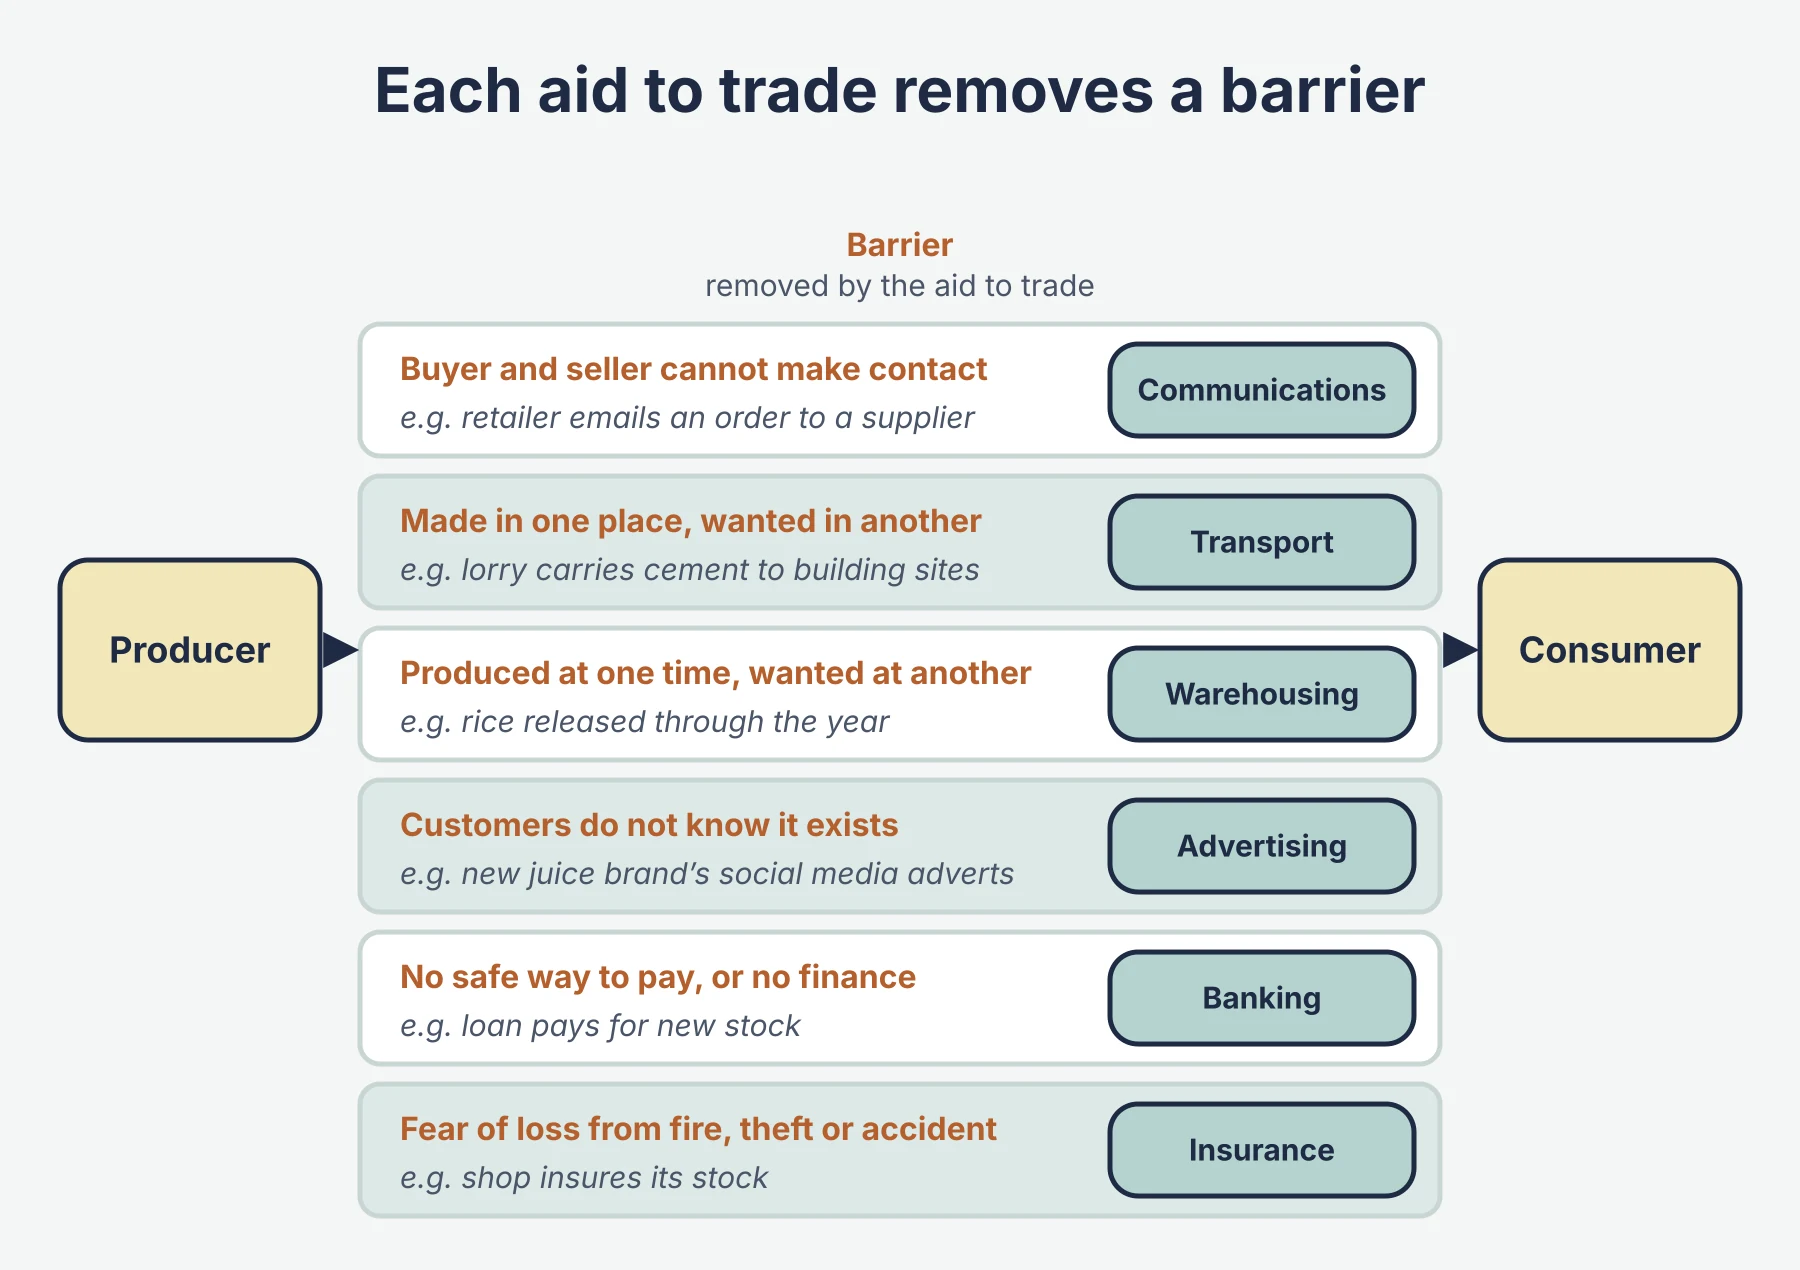 Each aid to trade removes a barrier
Barrier
removed by the aid to trade
Buyer and seller cannot make contact
e.g. retailer emails an order to a supplier
Communications
Made in one place, wanted in another
e.g. lorry carries cement to building sites
Transport
Producer
Produced at one time, wanted at another
e.g. rice released through the year
Warehousing
Consumer
Customers do not know it exists
e.g. new juice brand’s social media adverts
Advertising
No safe way to pay, or no finance
e.g. loan pays for new stock
Banking
Fear of loss from fire, theft or accident
e.g. shop insures its stock
Insurance